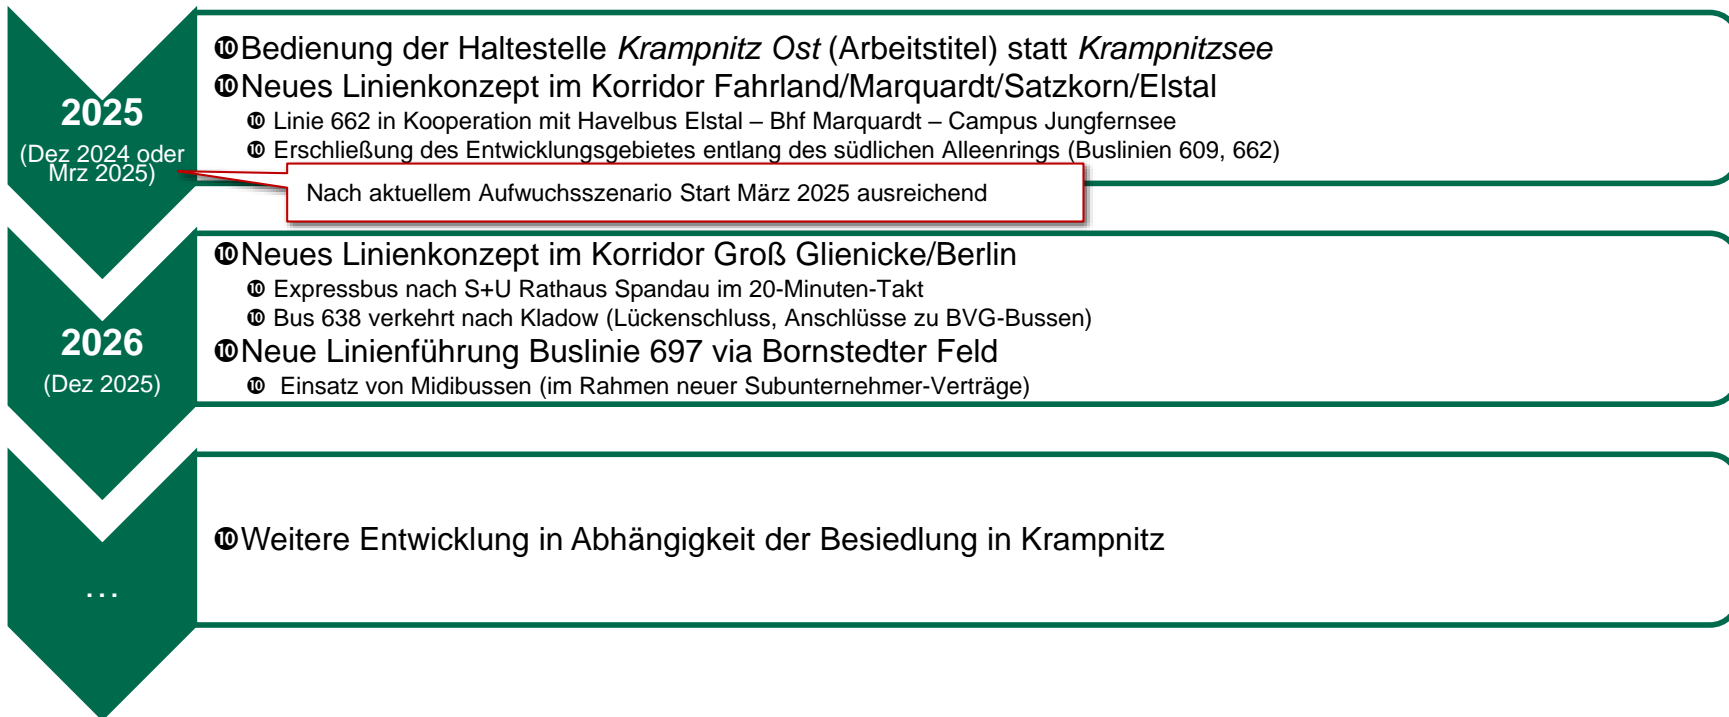 2025
(Dez 2024 oder
Mrz 2025)
❿Bedienung der Haltestelle Krampnitz Ost (Arbeitstitel) statt Krampnitzsee
❿Neues Linienkonzept im Korridor Fahrland/Marquardt/Satzkorn/Elstal
❿ Linie 662 in Kooperation mit Havelbus Elstal – Bhf Marquardt – Campus Jungfernsee
❿ Erschließung des Entwicklungsgebietes entlang des südlichen Alleenrings (Buslinien 609, 662)
Nach aktuellem Aufwuchsszenario Start März 2025 ausreichend
2026
(Dez 2025)
❿Neues Linienkonzept im Korridor Groß Glienicke/Berlin
❿ Expressbus nach S+U Rathaus Spandau im 20-Minuten-Takt
❿ Bus 638 verkehrt nach Kladow (Lückenschluss, Anschlüsse zu BVG-Bussen)
❿Neue Linienführung Buslinie 697 via Bornstedter Feld
❿ Einsatz von Midibussen (im Rahmen neuer Subunternehmer-Verträge)
…
❿Weitere Entwicklung in Abhängigkeit der Besiedlung in Krampnitz